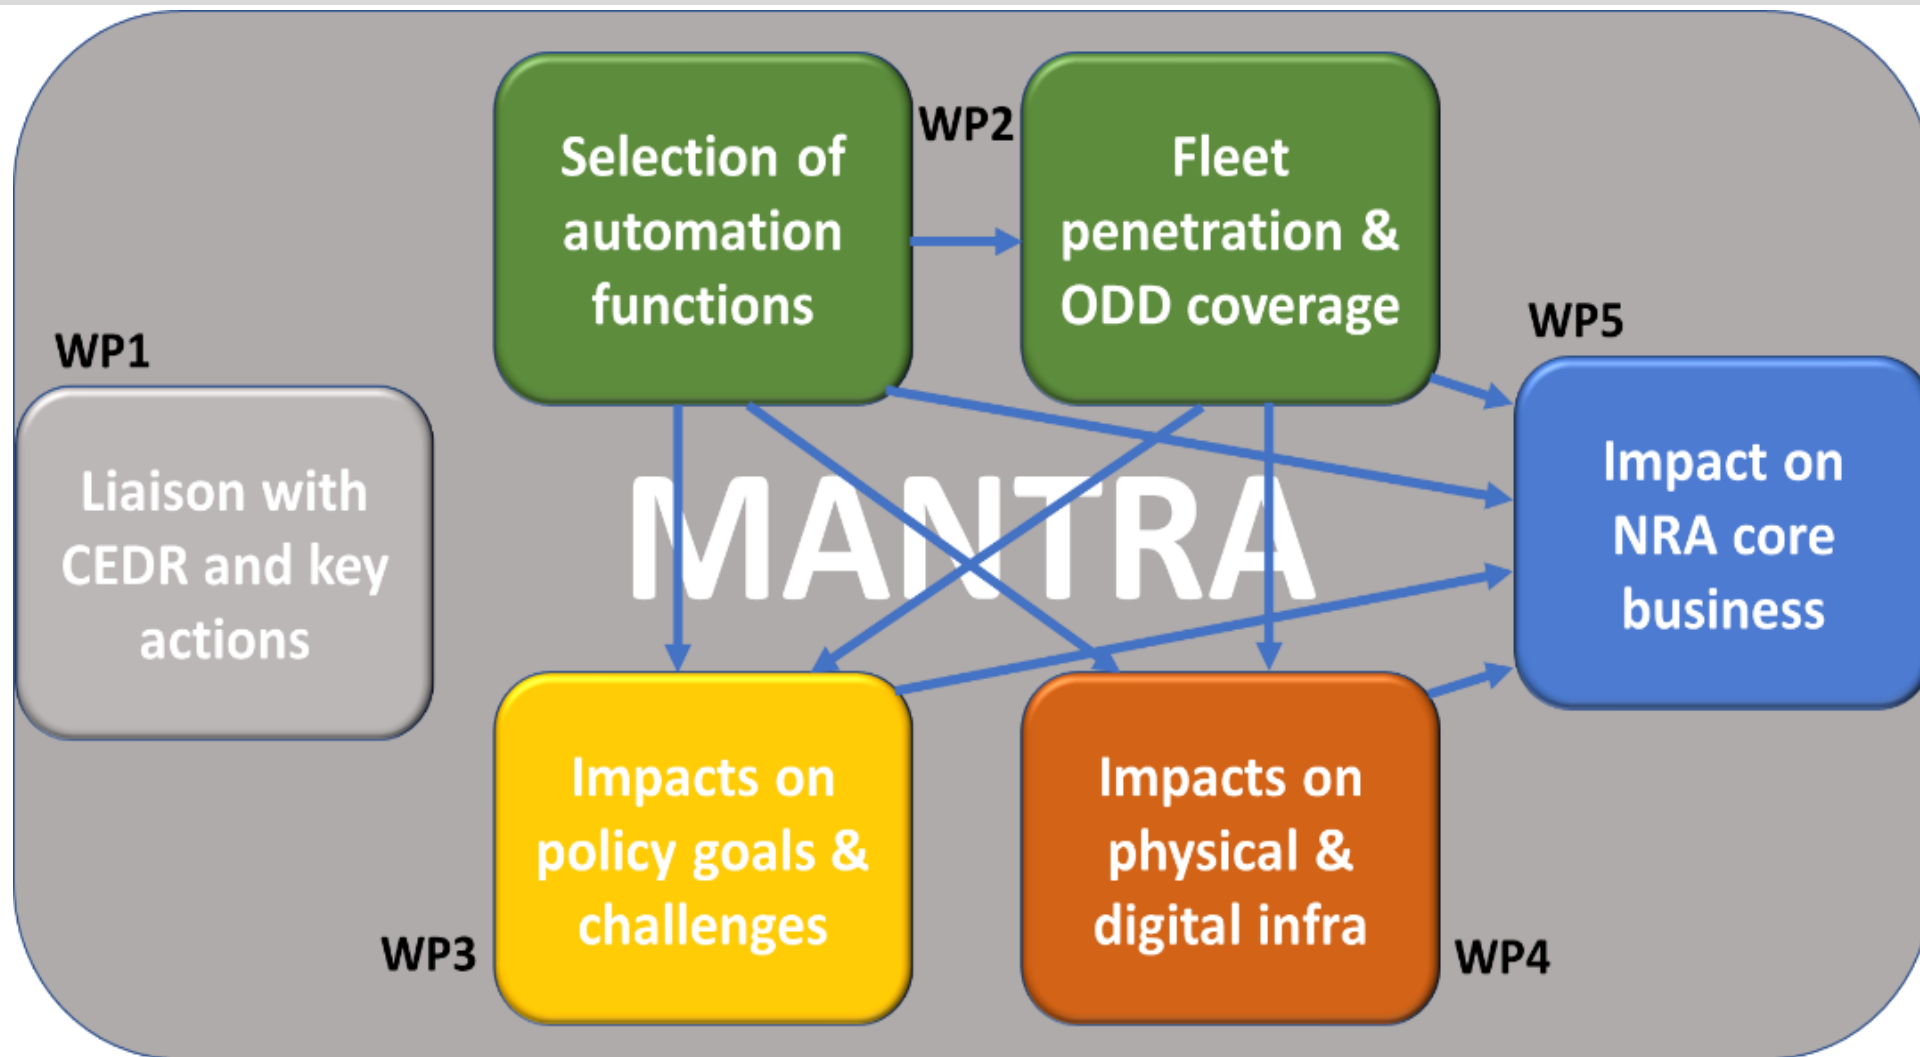 Selection of
automation
functions
WP2
Fleet
penetration &
ODD coverage
WP1
Liaison with
CEDR and key
actions
MANTRA
WP5
Impact on
NRA core
business
Impacts on
policy goals &
challenges
WP3
Impacts on
physical &
digital infra
WP4